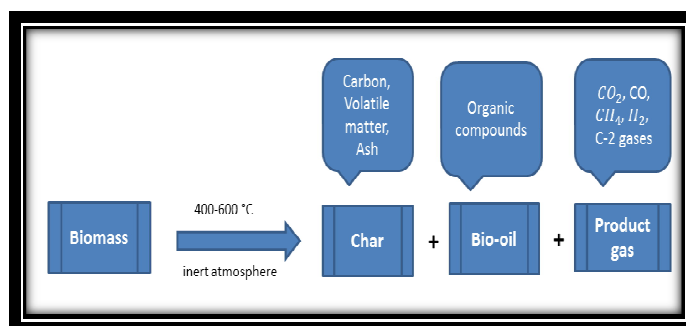 Carbon,
Volatile
matter,
Ash
Organic
compounds
CO₂, CO,
CH₄, H₂,
C-2 gases
Biomass
400-600 °C
inert atmosphere
Char
+
Bio-oil
+
Product
gas